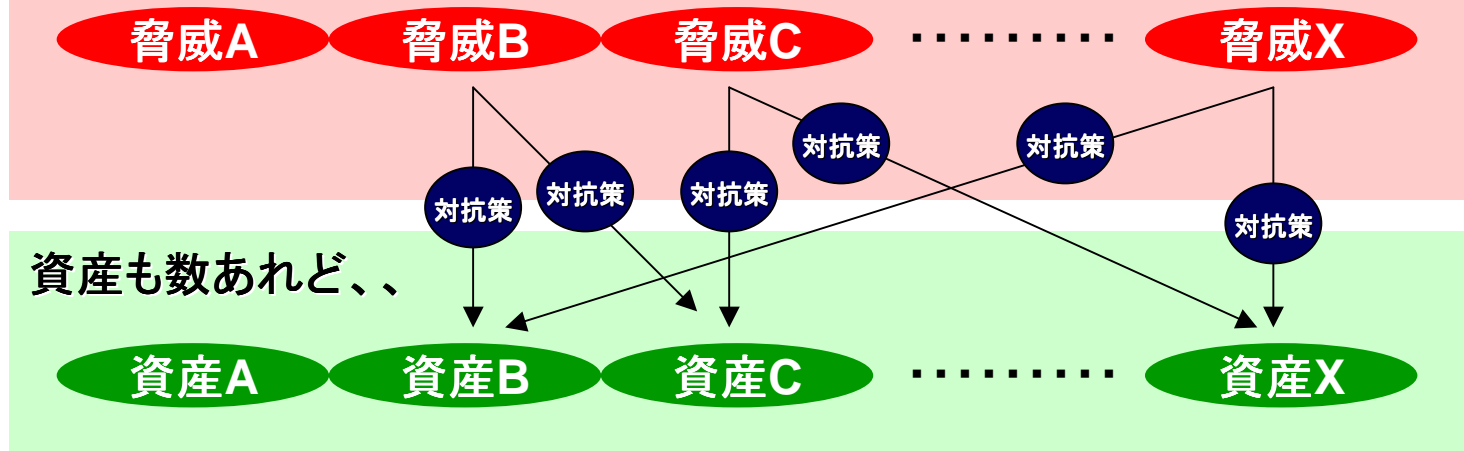 脅威A 脅威B 脅威C ・・・・・・・・・ 脅威X
対抗策 対抗策
対抗策 対抗策
対抗策 対抗策
資産も数あれど、、
資産A 資産B 資産C ・・・・・・・・・ 資産X